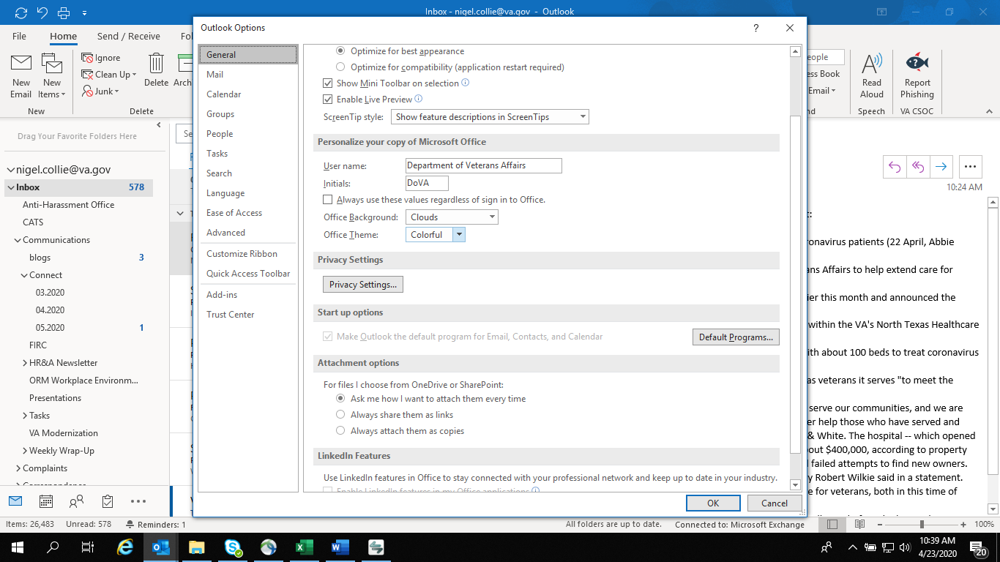 Inbox - nigel.collie@va.gov - Outlook
File Home Send / Receive
New Email
New Items
New
Ignore
Clean Up
Junk
Delete
Delete
Book
Email
Read Aloud
Speech
Report Phishing
VA CSOC
Drag Your Favorite Folders Here
nigel.collie@va.gov
Inbox 578
Anti-Harassment Office
CATS
Communications
blogs 3
Connect
03.2020
04.2020
05.2020 1
FIRC
HR&A Newsletter
ORM Workplace Environm...
Presentations
Tasks
VA Modernization
Weekly Wrap-Up
Complaints
Outlook Options
?
General
Mail
Calendar
Groups
People
Tasks
Search
Language
Ease of Access
Advanced
Customize Ribbon
Quick Access Toolbar
Add-ins
Trust Center
Optimize for best appearance
Optimize for compatibility (application restart required)
Show Mini Toolbar on selection
Enable Live Preview
ScreenTip style: Show feature descriptions in ScreenTips
Personalize your copy of Microsoft Office
User name: Department of Veterans Affairs
Initials: DoVA
Always use these values regardless of sign in to Office.
Office Background: Clouds
Office Theme: Colorful
Privacy Settings
Privacy Settings...
Start up options
Make Outlook the default program for Email, Contacts, and Calendar
Default Programs...
Attachment options
For files I choose from OneDrive or SharePoint:
Ask me how I want to attach them every time
Always share them as links
Always attach them as copies
LinkedIn Features
Use LinkedIn features in Office to stay connected with your professional network and keep up to date in your industry.
Enable LinkedIn features in my Office applications
OK Cancel
10:24 AM
patients (22 April, Abbie
Affairs to help extend care for
this month and announced the
within the VA's North Texas Healthcare
about 100 beds to treat coronavirus
as veterans it serves "to meet the
serve our communities, and we are
help those who have served and
& White. The hospital -- which opened
$400,000, according to property
failed attempts to find new owners.
Robert Wilkie said in a statement.
for veterans, both in this time of
Items: 26,483 Unread: 578 Reminders: 1 All folders are up to date. Connected to: Microsoft Exchange 100%
10:39 AM
4/23/2020
20